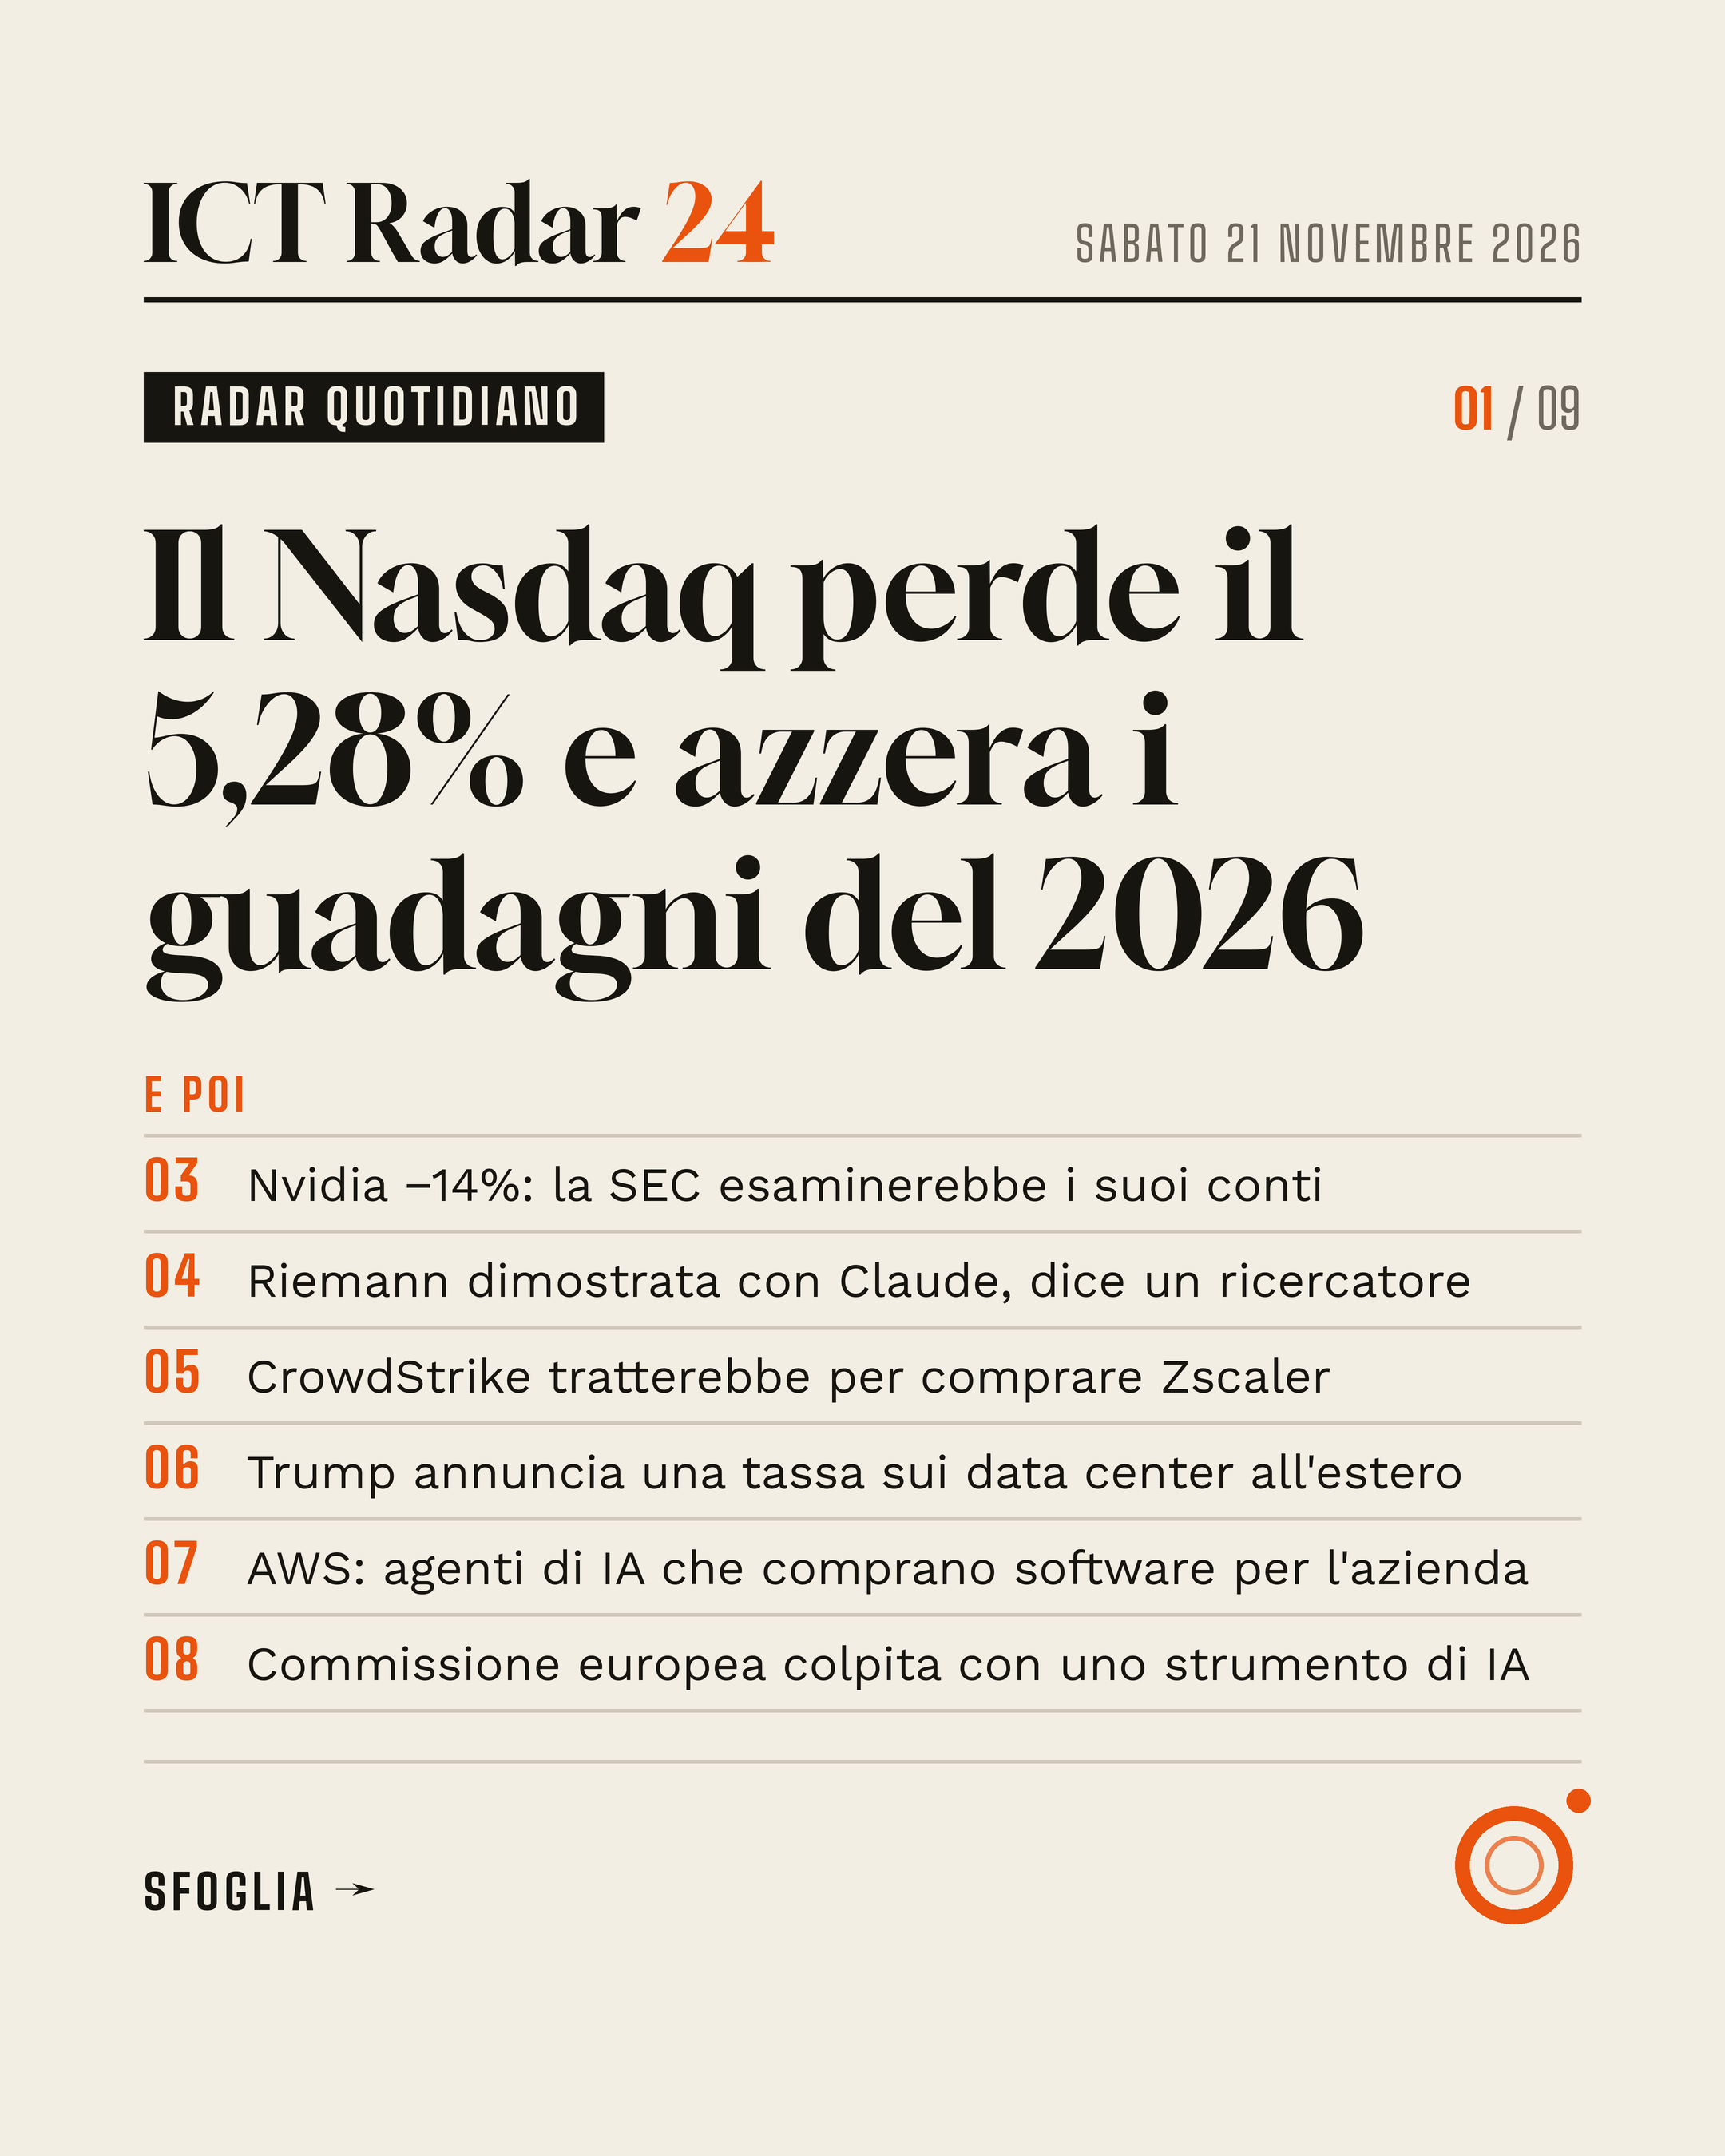 ICT Radar 24
SABATO 21 NOVEMBRE 2026
RADAR QUOTIDIANO
01 / 09
Il Nasdaq perde il
5,28% e azzera i
guadagni del 2026
E POI
03 Nvidia −14%: la SEC esaminerebbe i suoi conti
04 Riemann dimostrata con Claude, dice un ricercatore
05 CrowdStrike tratterebbe per comprare Zscaler
06 Trump annuncia una tassa sui data center all'estero
07 AWS: agenti di IA che comprano software per l'azienda
08 Commissione europea colpita con uno strumento di IA
SFOGLIA →